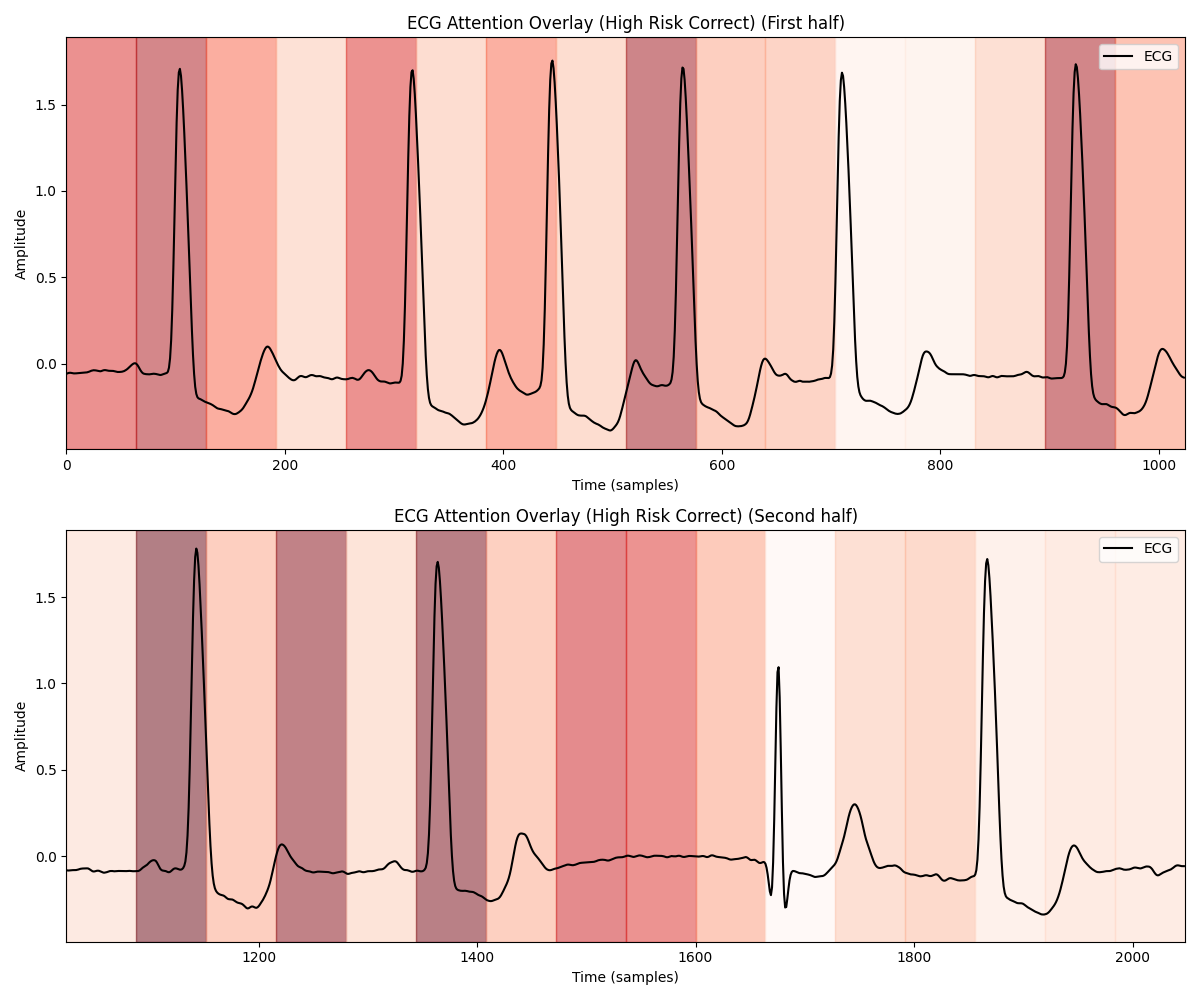 ECG Attention Overlay (High Risk Correct) (First half)
ECG
Amplitude
1.5
1.0
0.5
0.0
0 200 400 600 800 1000
Time (samples)
ECG Attention Overlay (High Risk Correct) (Second half)
ECG
Amplitude
1.5
1.0
0.5
0.0
1200 1400 1600 1800 2000
Time (samples)